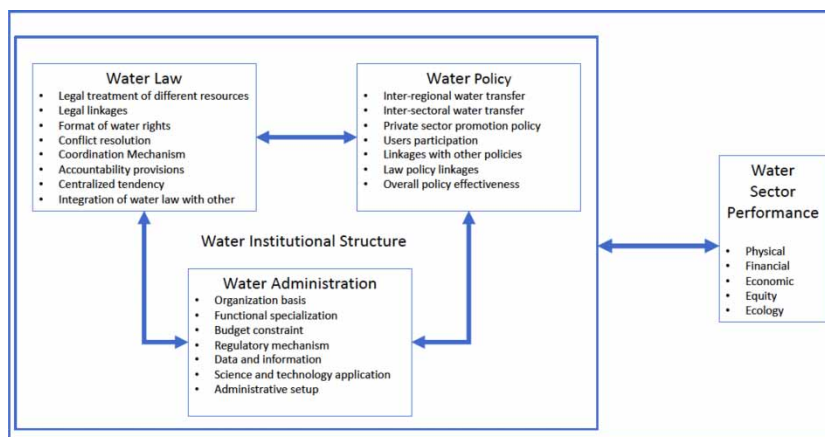 Water Law
• Legal treatment of different resources
• Legal linkages
• Format of water rights
• Conflict resolution
• Coordination Mechanism
• Accountability provisions
• Centralized tendency
• Integration of water law with other
Water Policy
• Inter-regional water transfer
• Inter-sectoral water transfer
• Private sector promotion policy
• Users participation
• Linkages with other policies
• Law policy linkages
• Overall policy effectiveness
Water Institutional Structure
Water Administration
• Organization basis
• Functional specialization
• Budget constraint
• Regulatory mechanism
• Data and information
• Science and technology application
• Administrative setup
Water
Sector
Performance
• Physical
• Financial
• Economic
• Equity
• Ecology